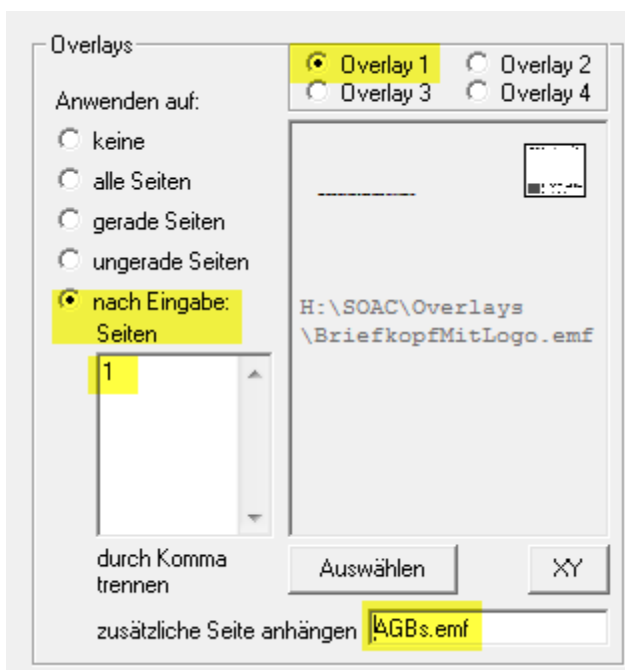 Overlays
Overlay 1
Overlay 2
Overlay 3
Overlay 4
Anwenden auf:
keine
alle Seiten
gerade Seiten
ungerade Seiten
nach Eingabe:
Seiten
1
H:\SOAC\Overlays
\BriefkopfMitLogo.emf
durch Komma
trennen
Auswählen
XY
zusätzliche Seite anhängen
AGBs.emf